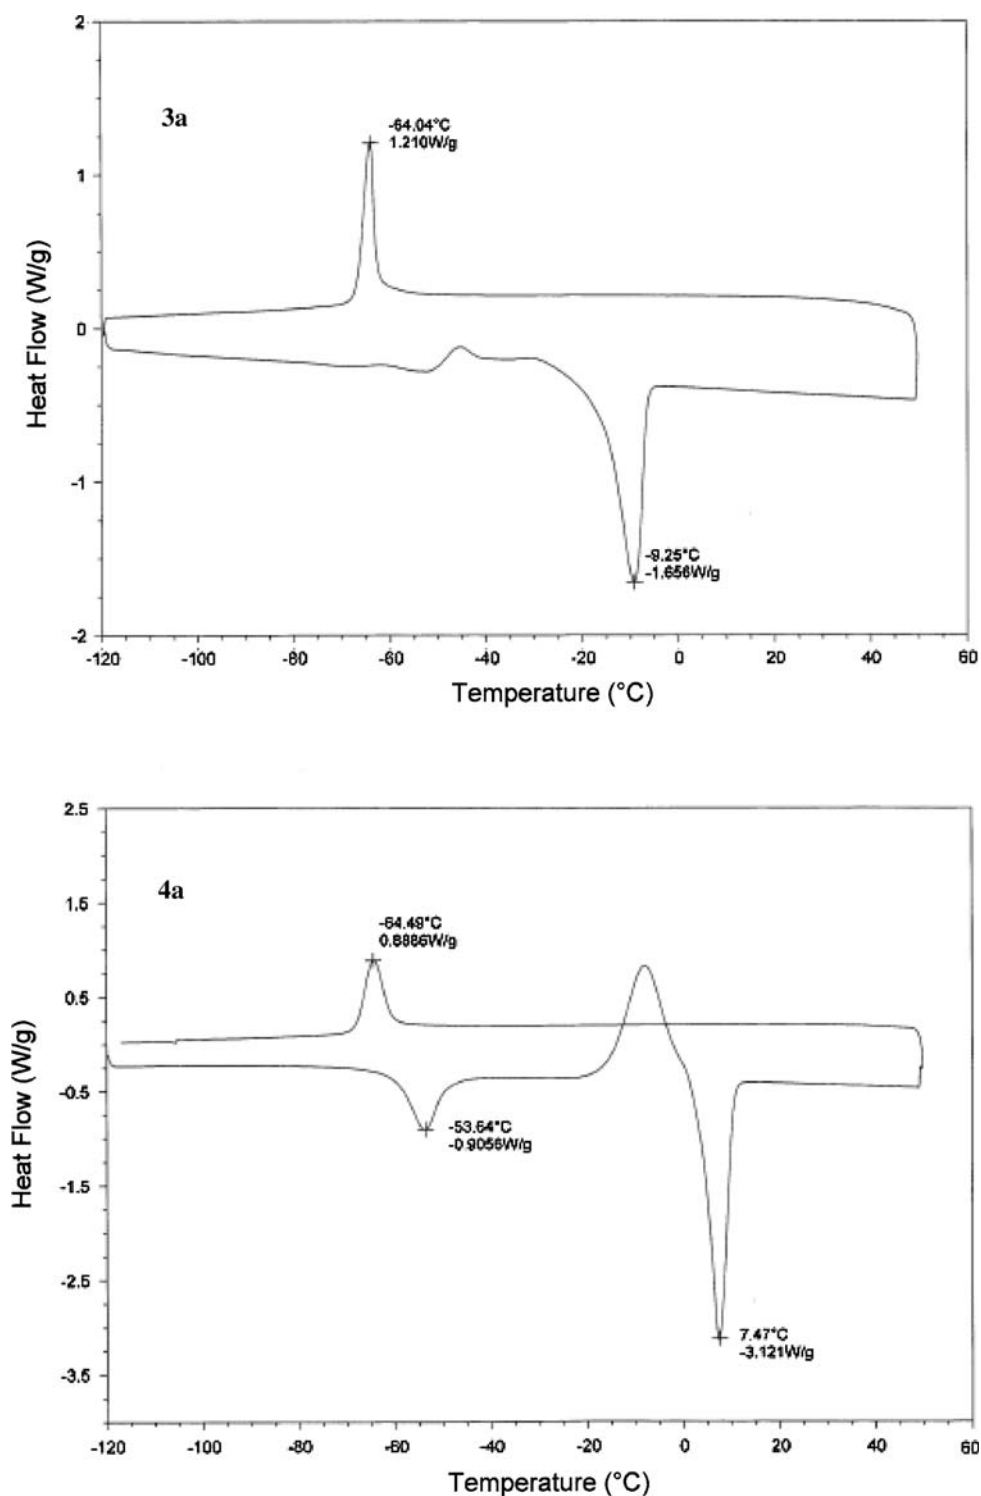 2
3a
-64.04°C
1.210W/g
1
Heat Flow (W/g)
0
-1
-9.25°C
-1.656W/g
-2
-120 -100 -80 -60 -40 -20 0 20 40 60
Temperature (°C)
2.5
4a
1.5
-64.49°C
0.8886W/g
0.5
Heat Flow (W/g)
-0.5
-53.64°C
-0.9056W/g
-1.5
-2.5
7.47°C
-3.121W/g
-3.5
-120 -100 -80 -60 -40 -20 0 20 40 60
Temperature (°C)